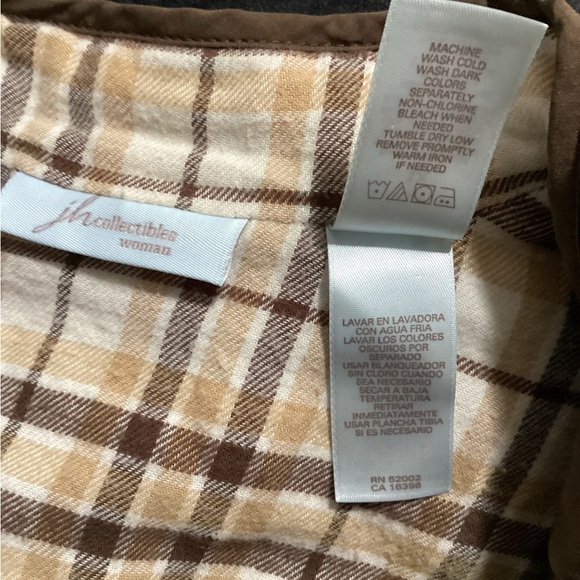 MACHINE
WASH COLD
WASH DARK
COLORS
SEPARATELY
NON-CHLORINE
BLEACH WHEN
NEEDED
TUMBLE DRY LOW
REMOVE PROMPTLY
WARM IRON
IF NEEDED
jh collectibles
woman
LAVAR EN LAVADORA
CON AGUA FRIA
LAVAR LOS COLORES
OSCUROS POR
SEPARADO
USAR BLANQUEADOR
SIN CLORO CUANDO
SEA NECESARIO
SECAR A BAJA
TEMPERATURA
RETIRAR
INMEDIATAMENTE
USAR PLANCHA TIBIA
SI ES NECESARIO
RN 52002
CA 16398